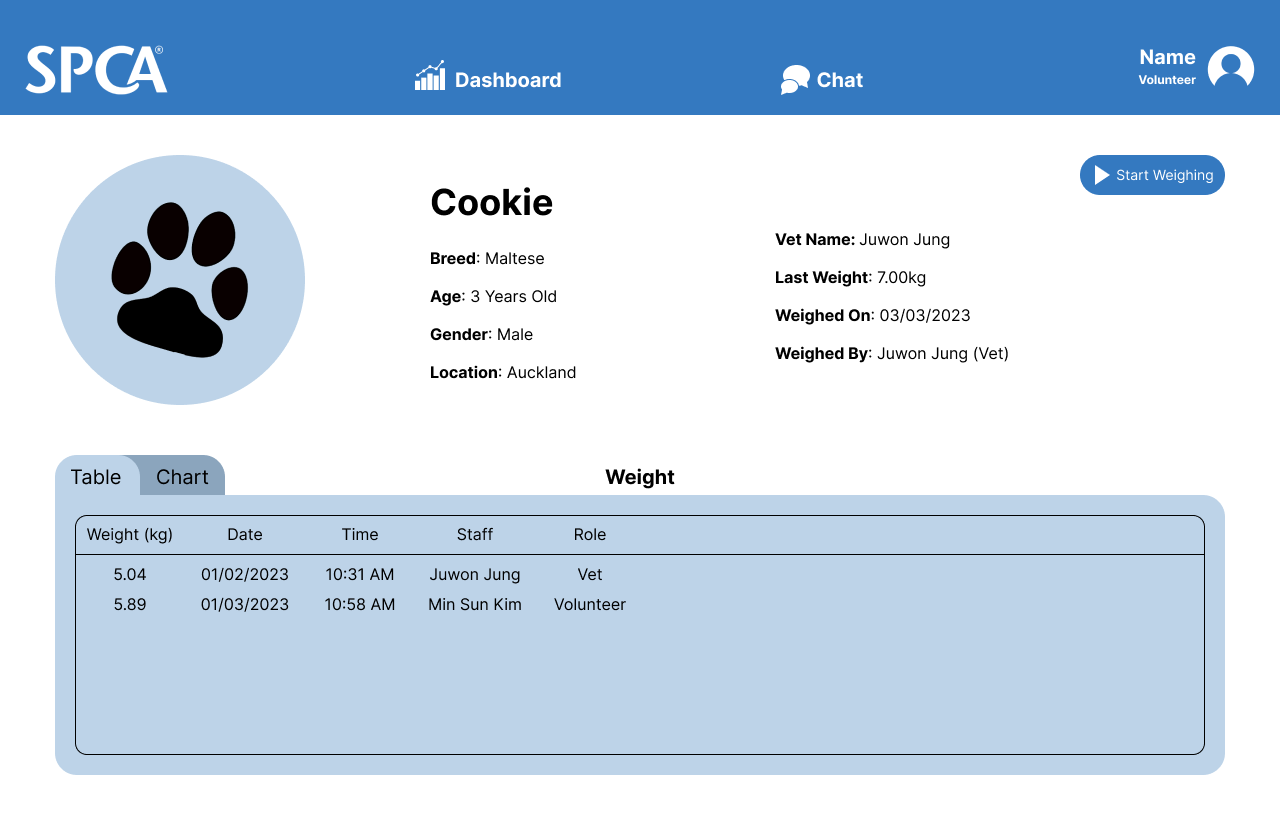 SPCA®
Dashboard
Chat
Name
Volunteer
Start Weighing
Cookie
Breed: Maltese
Age: 3 Years Old
Gender: Male
Location: Auckland
Vet Name: Juwon Jung
Last Weight: 7.00kg
Weighed On: 03/03/2023
Weighed By: Juwon Jung (Vet)
Table Chart
Weight
Weight (kg) Date Time Staff Role
5.04 01/02/2023 10:31 AM Juwon Jung Vet
5.89 01/03/2023 10:58 AM Min Sun Kim Volunteer